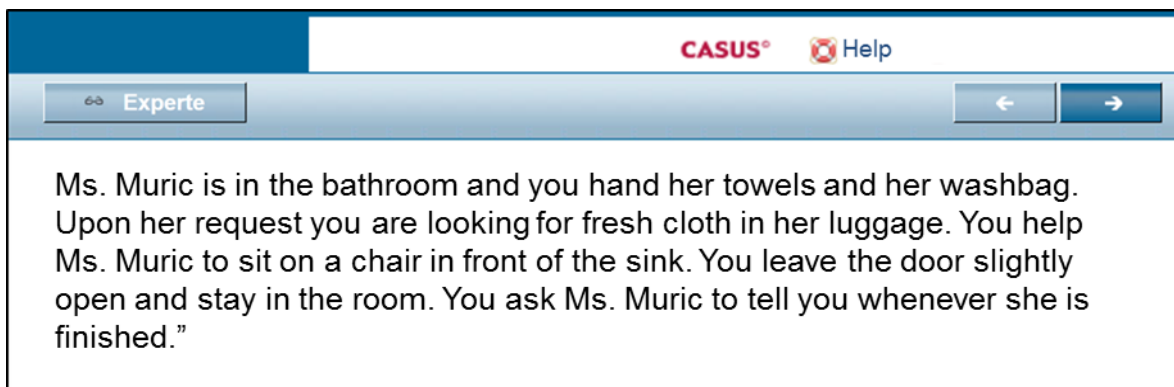 CASUS® Help
Experte
Ms. Muric is in the bathroom and you hand her towels and her washbag.
Upon her request you are looking for fresh cloth in her luggage. You help
Ms. Muric to sit on a chair in front of the sink. You leave the door slightly
open and stay in the room. You ask Ms. Muric to tell you whenever she is
finished.”